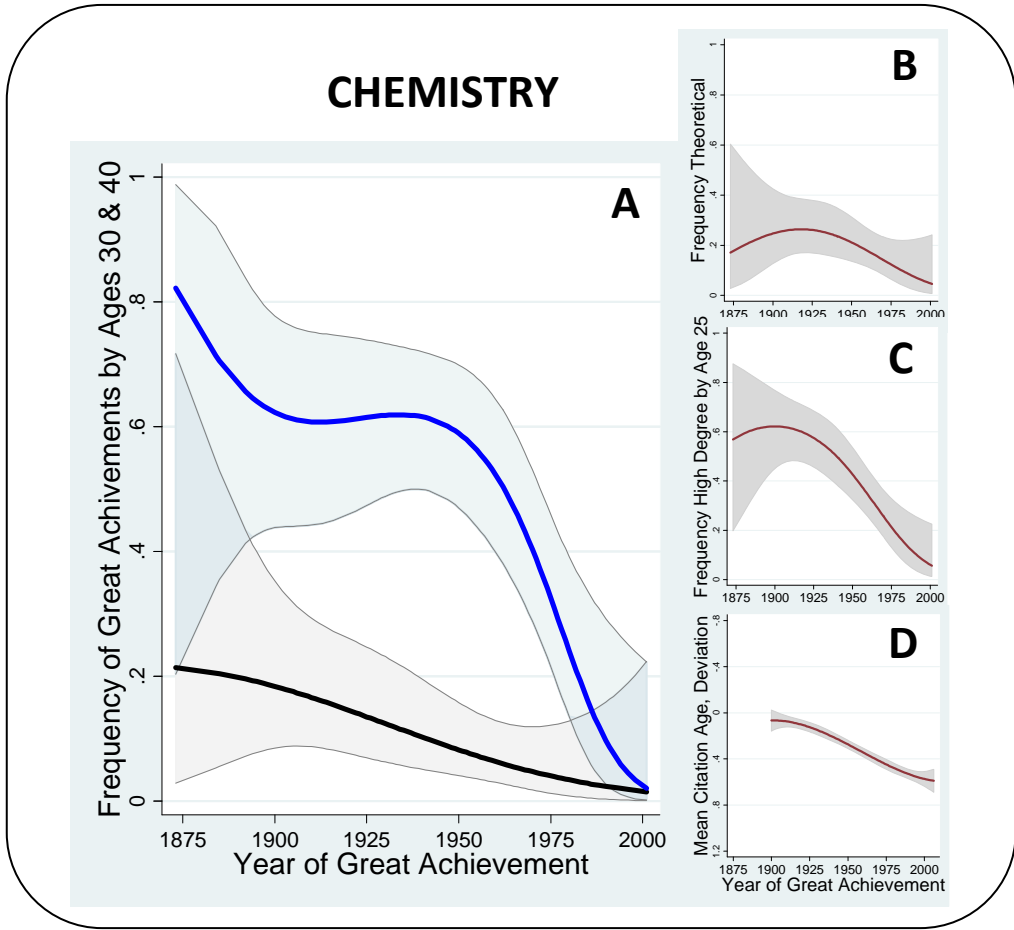 CHEMISTRY
A
Frequency of Great Achivements by Ages 30 & 40
1
.8
.6
.4
.2
0
1875 1900 1925 1950 1975 2000
Year of Great Achievement
B
Frequency Theoretical
1
.8
.6
.4
.2
0
1875 1900 1925 1950 1975 2000
C
Frequency High Degree by Age 25
1
.8
.6
.4
.2
0
1875 1900 1925 1950 1975 2000
D
Mean Citation Age, Deviation
-.8
-.4
0
.4
.8
1.2
1875 1900 1925 1950 1975 2000
Year of Great Achievement